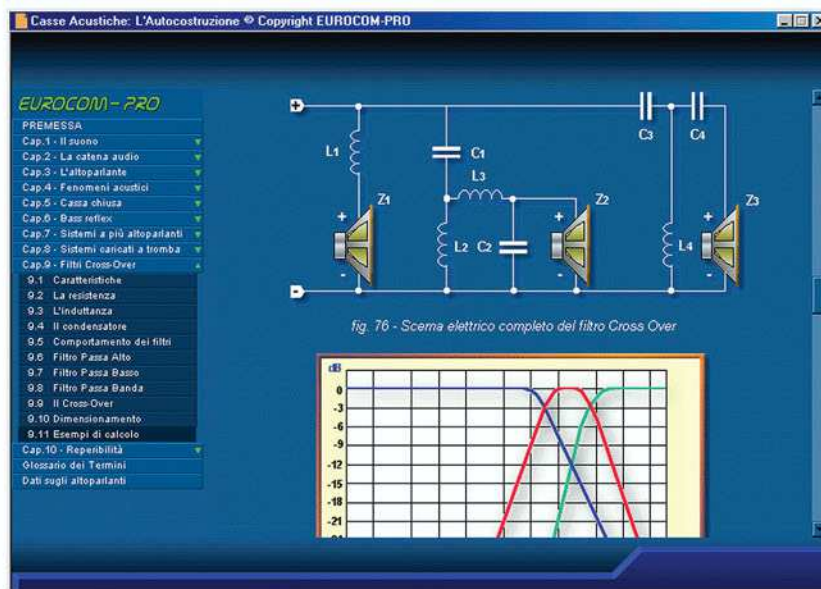 Casse Acustiche: L'Autocostruzione © Copyright EUROCOM-PRO
EUROCOM-PRO
PREMESSA
Cap.1 - Il suono
Cap.2 - La catena audio
Cap.3 - L'altoparlante
Cap.4 - Fenomeni acustici
Cap.5 - Cassa chiusa
Cap.6 - Bass reflex
Cap.7 - Sistemi a più altoparlanti
Cap.8 - Sistemi caricati a tromba
Cap.9 - Filtri Cross-Over
9.1 Caratteristiche
9.2 La resistenza
9.3 L'induttanza
9.4 Il condensatore
9.5 Comportamento dei filtri
9.6 Filtro Passa Alto
9.7 Filtro Passa Basso
9.8 Filtro Passa Banda
9.9 Il Cross-Over
9.10 Dimensionamento
9.11 Esempi di calcolo
Cap.10 - Reperibilità
Glossario dei Termini
Dati sugli altoparlanti
+
C3 C4
L1 C1
L3
Z1 Z2 Z3
+ + +
L2 C2 L4
- - -
-
fig. 76 - Scema elettrico completo del filtro Cross Over
dB
0
-3
-6
-9
-12
-15
-18
-21